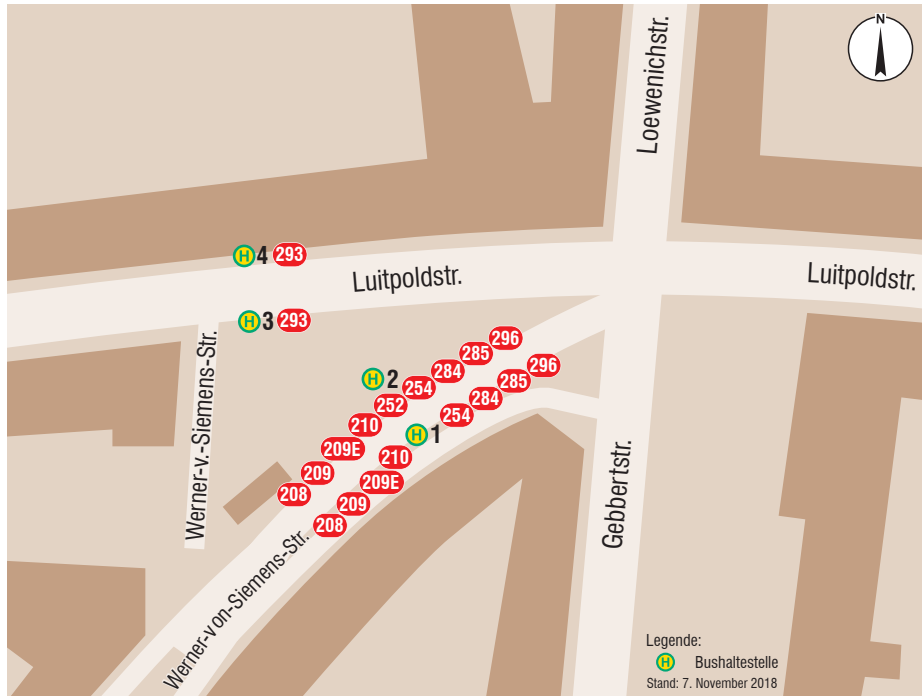 N
Loewenichstr.
H 4 293
Luitpoldstr.
Luitpoldstr.
H 3 293
Werner-v.-Siemens-Str.
H 2
296
285
284
254
252
210
209E
209
208
296
285
284
254
H 1
210
209E
209
208
Gebbertstr.
Werner-von-Siemens-Str.
Legende:
H Bushaltestelle
Stand: 7. November 2018